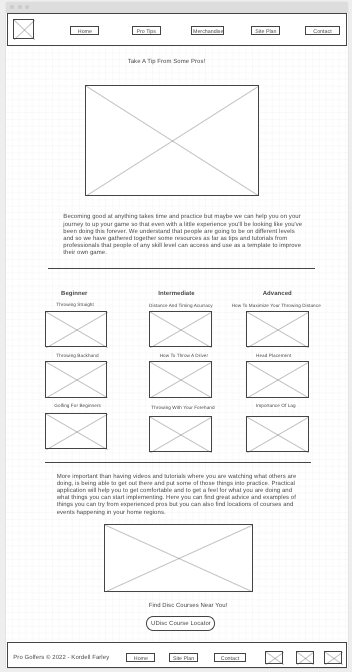 Home Pro Tips Merchandise Site Plan Contact
Take A Tip From Some Pros!
Becoming good at anything takes time and practice but maybe we can help you on your
journey to up your game so that even with a little experience you'll be looking like you've
been doing this forever. We understand that people are going to be on different levels
and so we have gathered together some resources as far as tips and tutorials from
professionals that people of any skill level can access and use as a template to improve
their own game.
Beginner Intermediate Advanced
Throwing Straight Distance And Timing Acurracy How To Maximize Your Throwing Distance
Throwing Backhand How To Throw A Driver Head Placement
Golfing For Beginners Throwing With Your Forehand Importance Of Lag
More important than having videos and tutorials where you are watching what others are
doing, is being able to get out there and put some of those things into practice. Practical
application will help you to get comfortable and to get a feel for what you are doing and
what things you can start implementing. Here you can find great advice and examples of
things you can try from experienced pros but you can also find locations of courses and
events happening in your home regions.
Find Disc Courses Near You!
UDisc Course Locator
Pro Golfers © 2022 - Kordell Farley Home Site Plan Contact